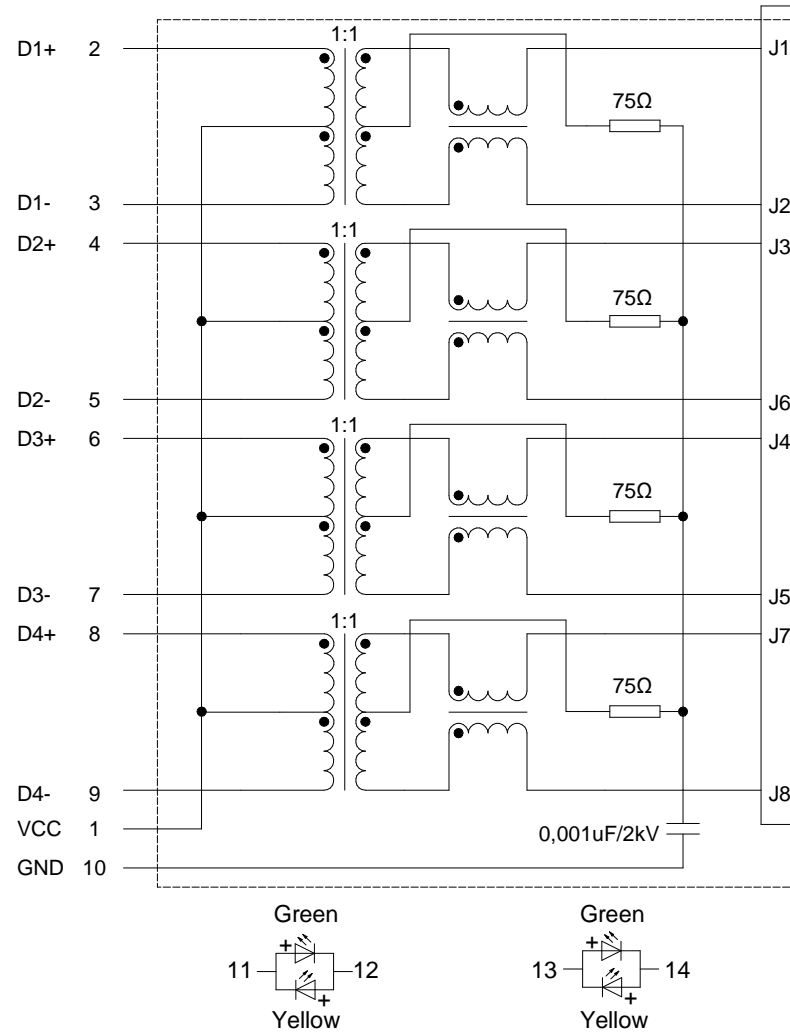 1:1
D1+ 2 J1
75Ω
D1- 3 J2
1:1
D2+ 4 J3
75Ω
D2- 5 J6
1:1
D3+ 6 J4
75Ω
D3- 7 J5
1:1
D4+ 8 J7
75Ω
D4- 9 J8
VCC 1
0,001uF/2kV
GND 10
Green Green
+ +
11 12 13 14
+ +
Yellow Yellow